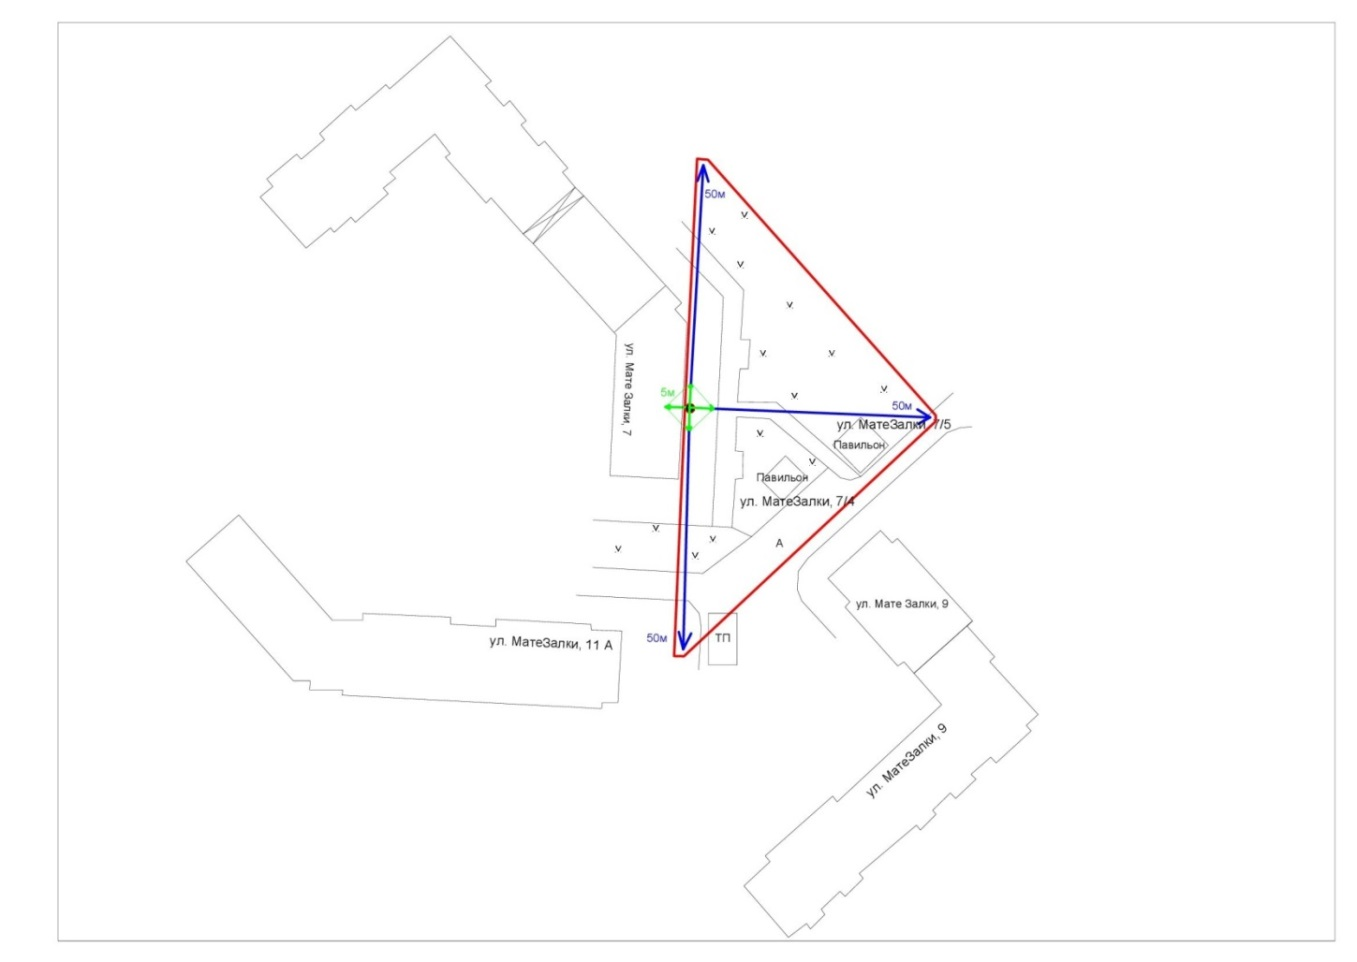 50м
ул. Мате Залки, 7
5м
50м
ул. МатеЗалки, 7/5
Павильон
Павильон
ул. МатеЗалки, 7/4
А
ул. Мате Залки, 9
50м
ТП
ул. МатеЗалки, 11 А
ул. МатеЗалки, 9